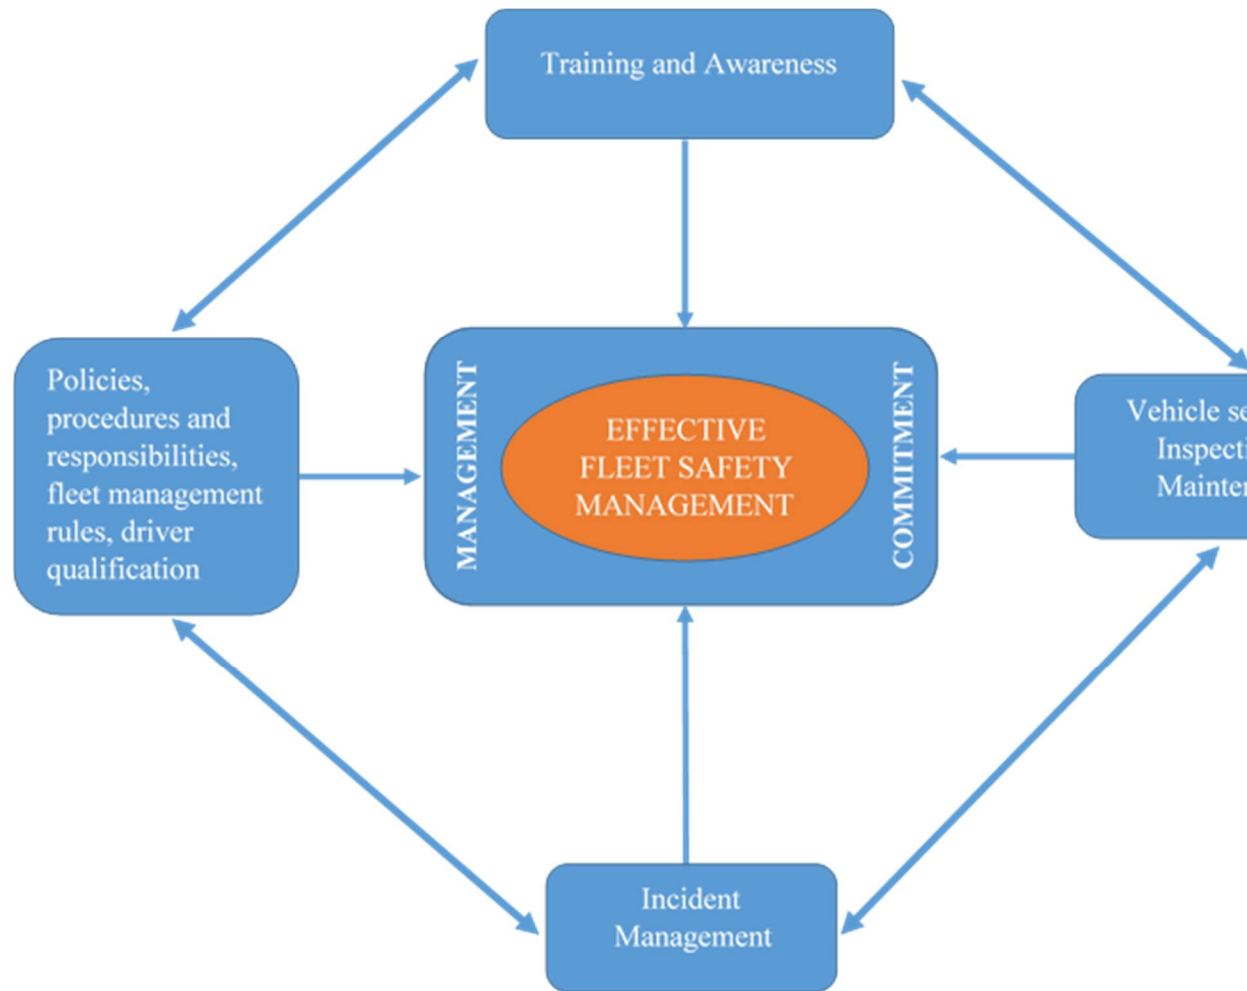 Training and Awareness
Policies,
procedures and
responsibilities,
fleet management
rules, driver
qualification
MANAGEMENT
EFFECTIVE
FLEET SAFETY
MANAGEMENT
COMMITMENT
Vehicle
Incident
Management